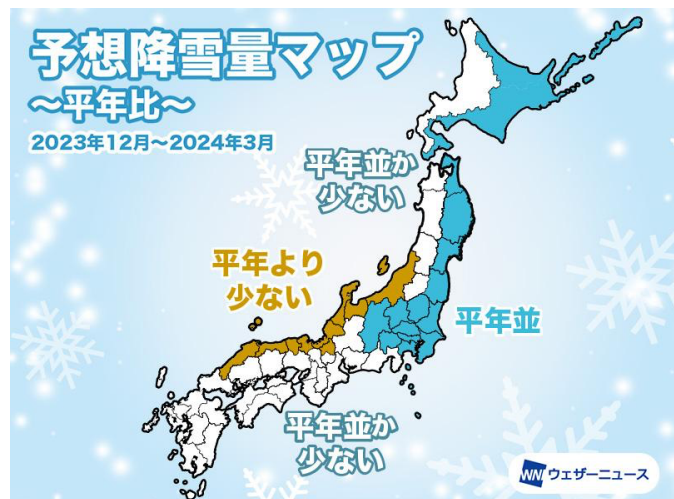 予想降雪量マップ
〜平年比〜
2023年12月〜2024年3月
平年並か
少ない
平年より
少ない
平年並
平年並か
少ない
WN ウェザーニュース